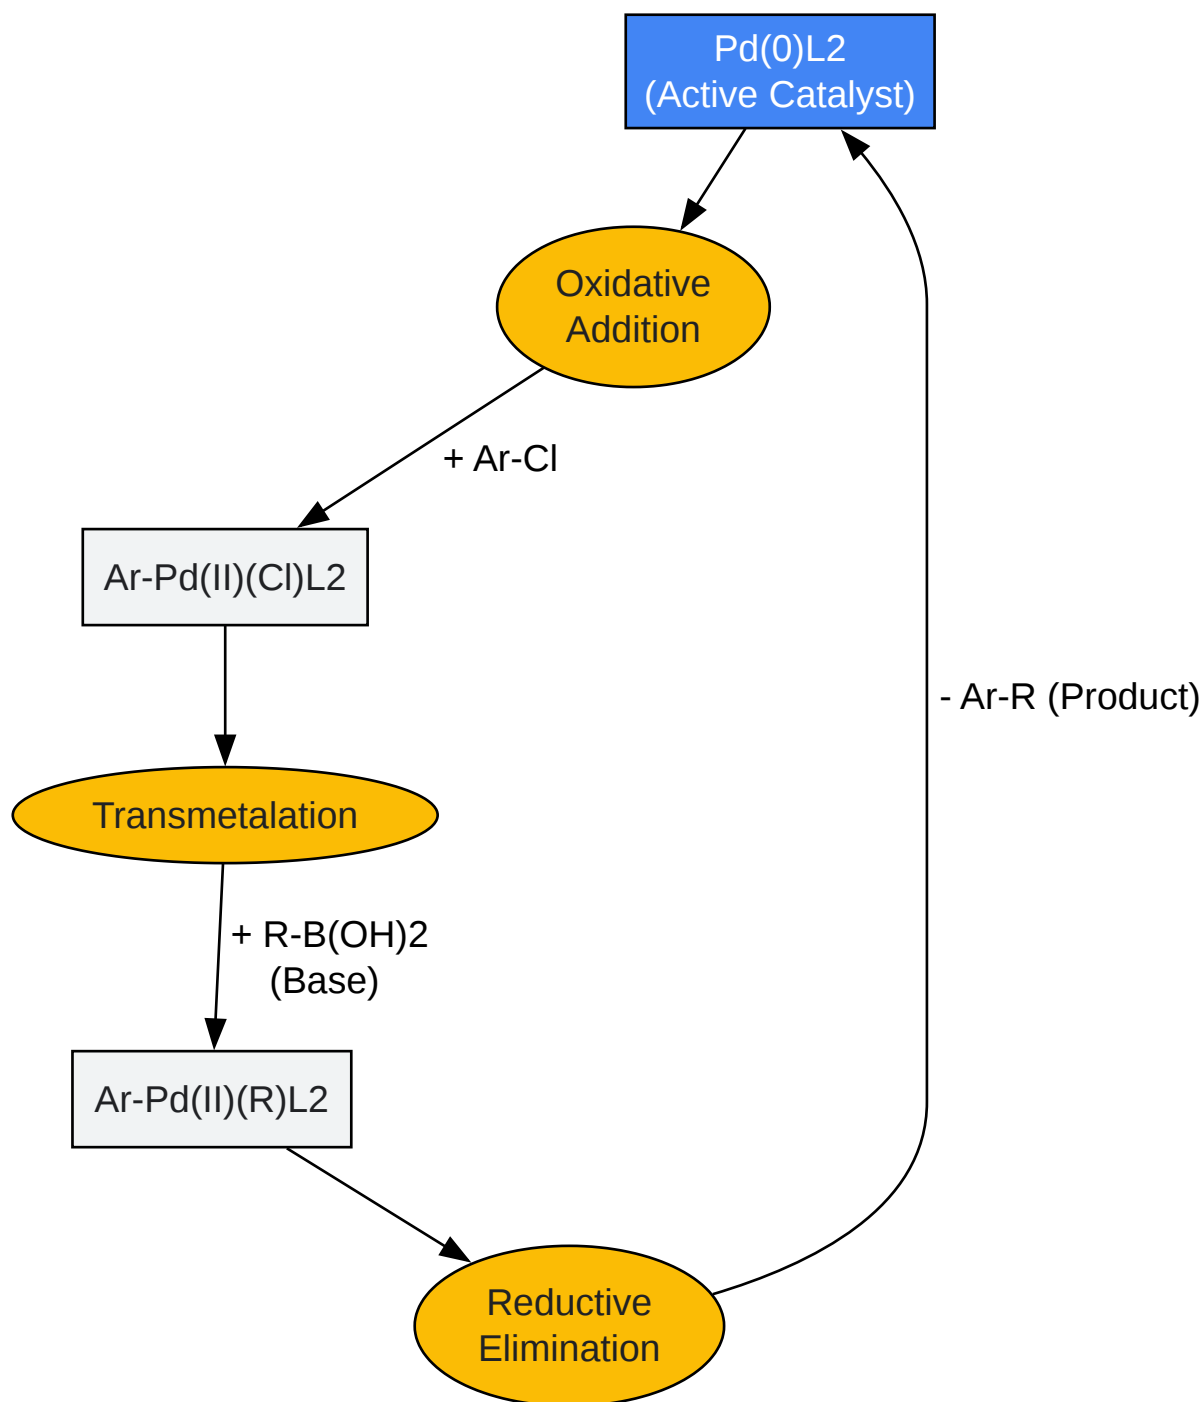 Pd(0)L2
(Active Catalyst)
Oxidative
Addition
+ Ar-Cl
Ar-Pd(II)(Cl)L2
- Ar-R (Product)
Transmetalation
+ R-B(OH)2
(Base)
Ar-Pd(II)(R)L2
Reductive
Elimination